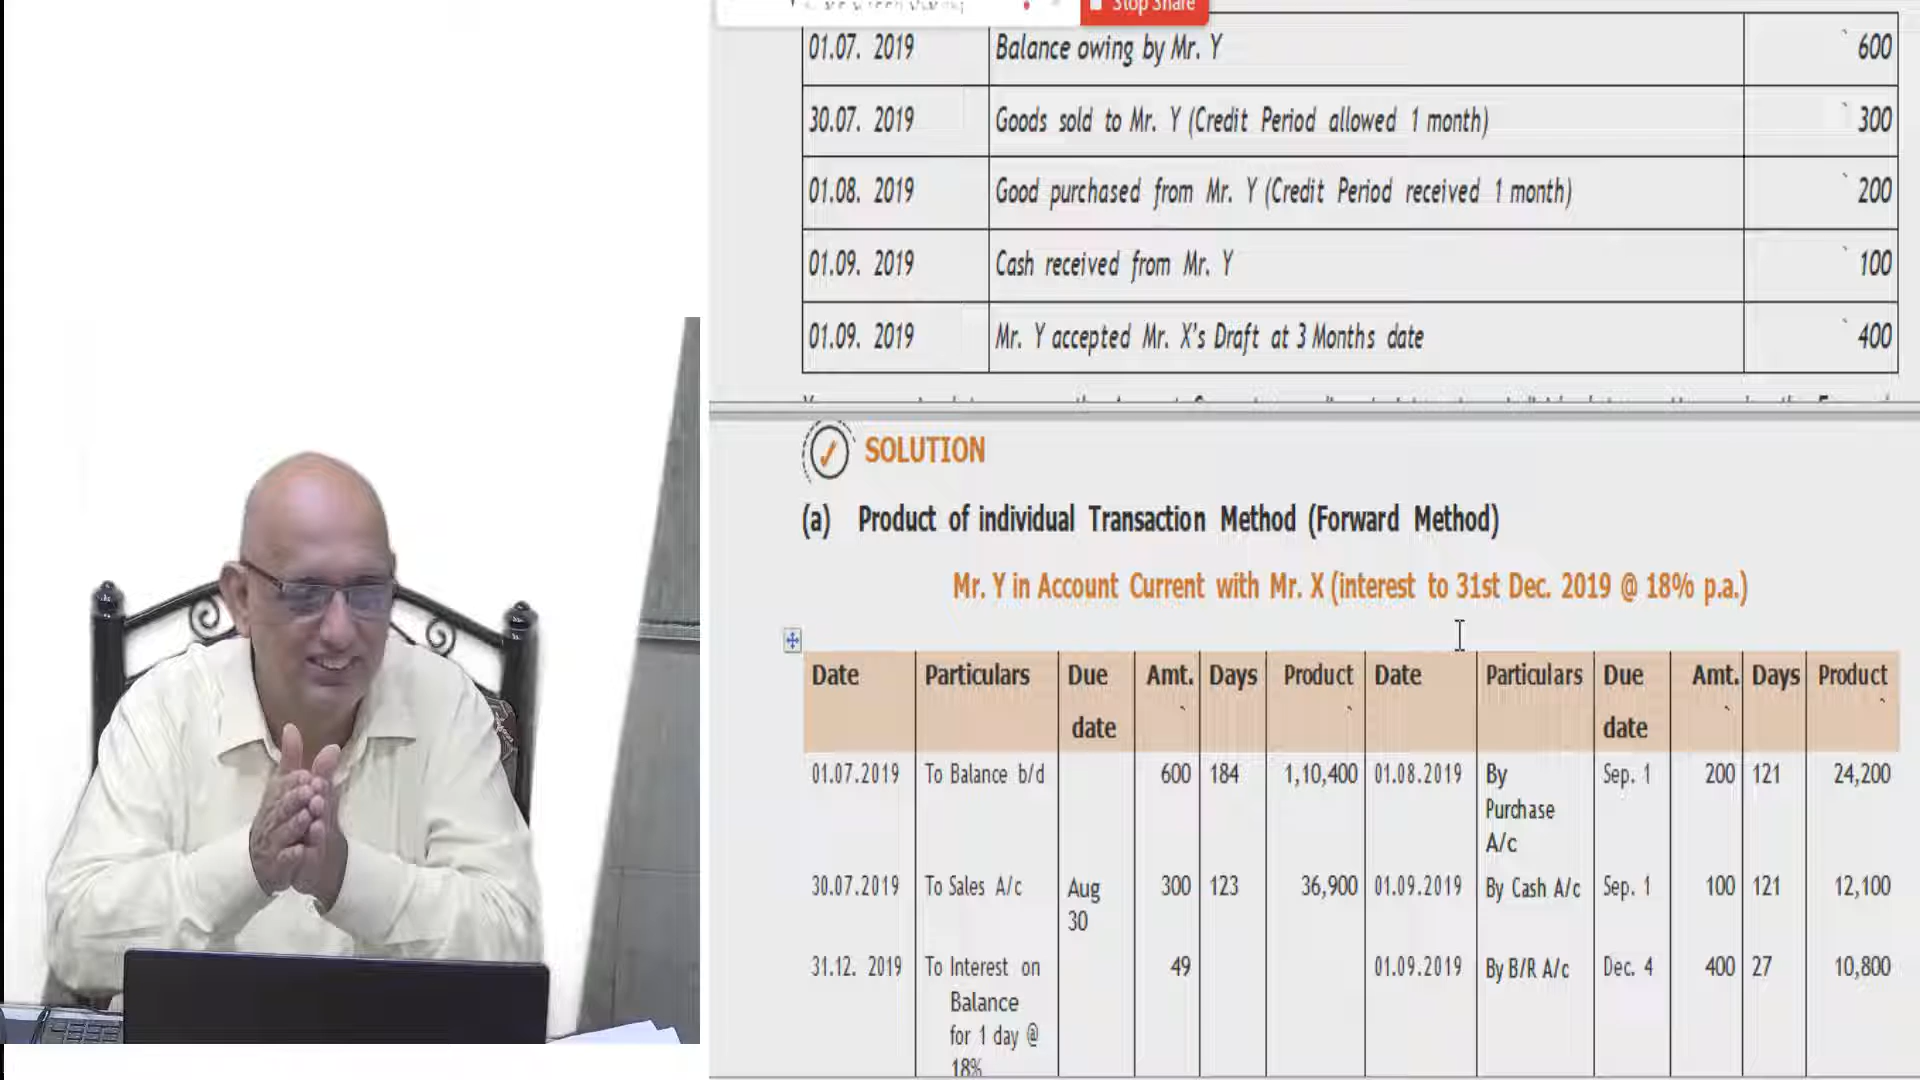 Stop Share
01.07. 2019 Balance owing by Mr. Y ` 600
30.07. 2019 Goods sold to Mr. Y (Credit Period allowed 1 month) ` 300
01.08. 2019 Good purchased from Mr. Y (Credit Period received 1 month) ` 200
01.09. 2019 Cash received from Mr. Y ` 100
01.09. 2019 Mr. Y accepted Mr. X's Draft at 3 Months date ` 400
SOLUTION
(a) Product of individual Transaction Method (Forward Method)
Mr. Y in Account Current with Mr. X (interest to 31st Dec. 2019 @ 18% p.a.)
Date Particulars Due Amt. Days Product Date Particulars Due Amt. Days Product
date ` ` date ` `
01.07.2019 To Balance b/d 600 184 1,10,400 01.08.2019 By Sep. 1 200 121 24,200
Purchase
A/c
30.07.2019 To Sales A/c Aug 300 123 36,900 01.09.2019 By Cash A/c Sep. 1 100 121 12,100
30
31.12. 2019 To Interest on 49 01.09.2019 By B/R A/c Dec. 4 400 27 10,800
Balance
for 1 day @
18%